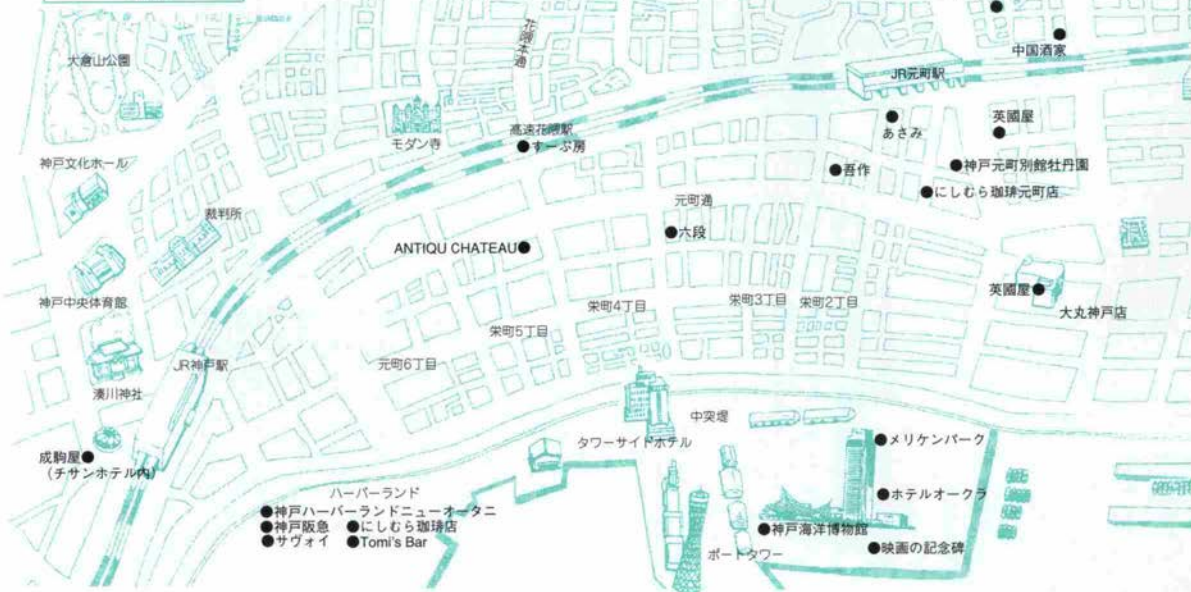 中国酒家
花隈本通
大倉山公園
JR元町駅
英國屋
あさみ
高速花隈駅
モダン寺
●すーぷ房
神戸文化ホール
●吾作
●神戸元町別館牡丹園
●にしむら珈琲元町店
元町通
裁判所
●六段
ANTIQU CHATEAU●
神戸中央体育館
英國屋●
大丸神戸店
栄町3丁目
栄町2丁目
栄町4丁目
栄町5丁目
元町6丁目
JR神戸駅
湊川神社
中突堤
タワーサイドホテル
●メリケンパーク
成駒屋●
(チサンホテル内)
ハーバーランド
●ホテルオークラ
●神戸ハーバーランドニューオータニ
●神戸阪急 ●にしむら珈琲店
●サヴォイ ●Tomi's Bar
●神戸海洋博物館
●映画の記念碑
ポートタワー